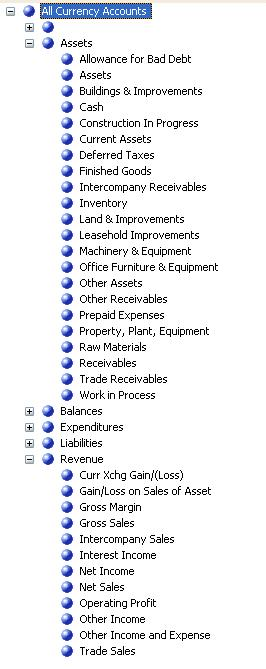 All Currency Accounts
Assets
Allowance for Bad Debt
Assets
Buildings & Improvements
Cash
Construction In Progress
Current Assets
Deferred Taxes
Finished Goods
Intercompany Receivables
Inventory
Land & Improvements
Leasehold Improvements
Machinery & Equipment
Office Furniture & Equipment
Other Assets
Other Receivables
Prepaid Expenses
Property, Plant, Equipment
Raw Materials
Receivables
Trade Receivables
Work in Process
Balances
Expenditures
Liabilities
Revenue
Curr Xchg Gain/(Loss)
Gain/Loss on Sales of Asset
Gross Margin
Gross Sales
Intercompany Sales
Interest Income
Net Income
Net Sales
Operating Profit
Other Income
Other Income and Expense
Trade Sales